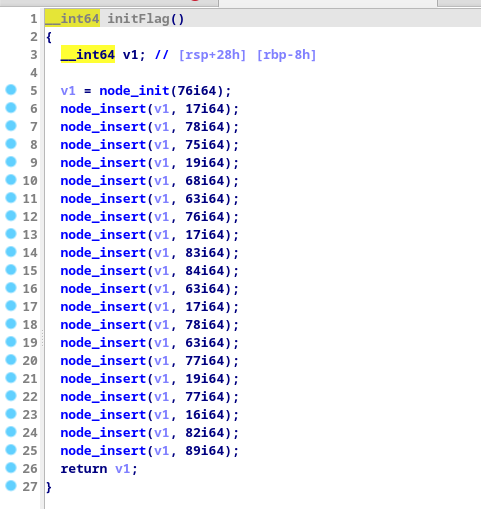 1 __int64 initFlag()
2 {
3 __int64 v1; // [rsp+28h] [rbp-8h]
4
5 v1 = node_init(76i64);
6 node_insert(v1, 17i64);
7 node_insert(v1, 78i64);
8 node_insert(v1, 75i64);
9 node_insert(v1, 19i64);
10 node_insert(v1, 68i64);
11 node_insert(v1, 63i64);
12 node_insert(v1, 76i64);
13 node_insert(v1, 17i64);
14 node_insert(v1, 83i64);
15 node_insert(v1, 84i64);
16 node_insert(v1, 63i64);
17 node_insert(v1, 17i64);
18 node_insert(v1, 78i64);
19 node_insert(v1, 63i64);
20 node_insert(v1, 77i64);
21 node_insert(v1, 19i64);
22 node_insert(v1, 77i64);
23 node_insert(v1, 16i64);
24 node_insert(v1, 82i64);
25 node_insert(v1, 89i64);
26 return v1;
27 }